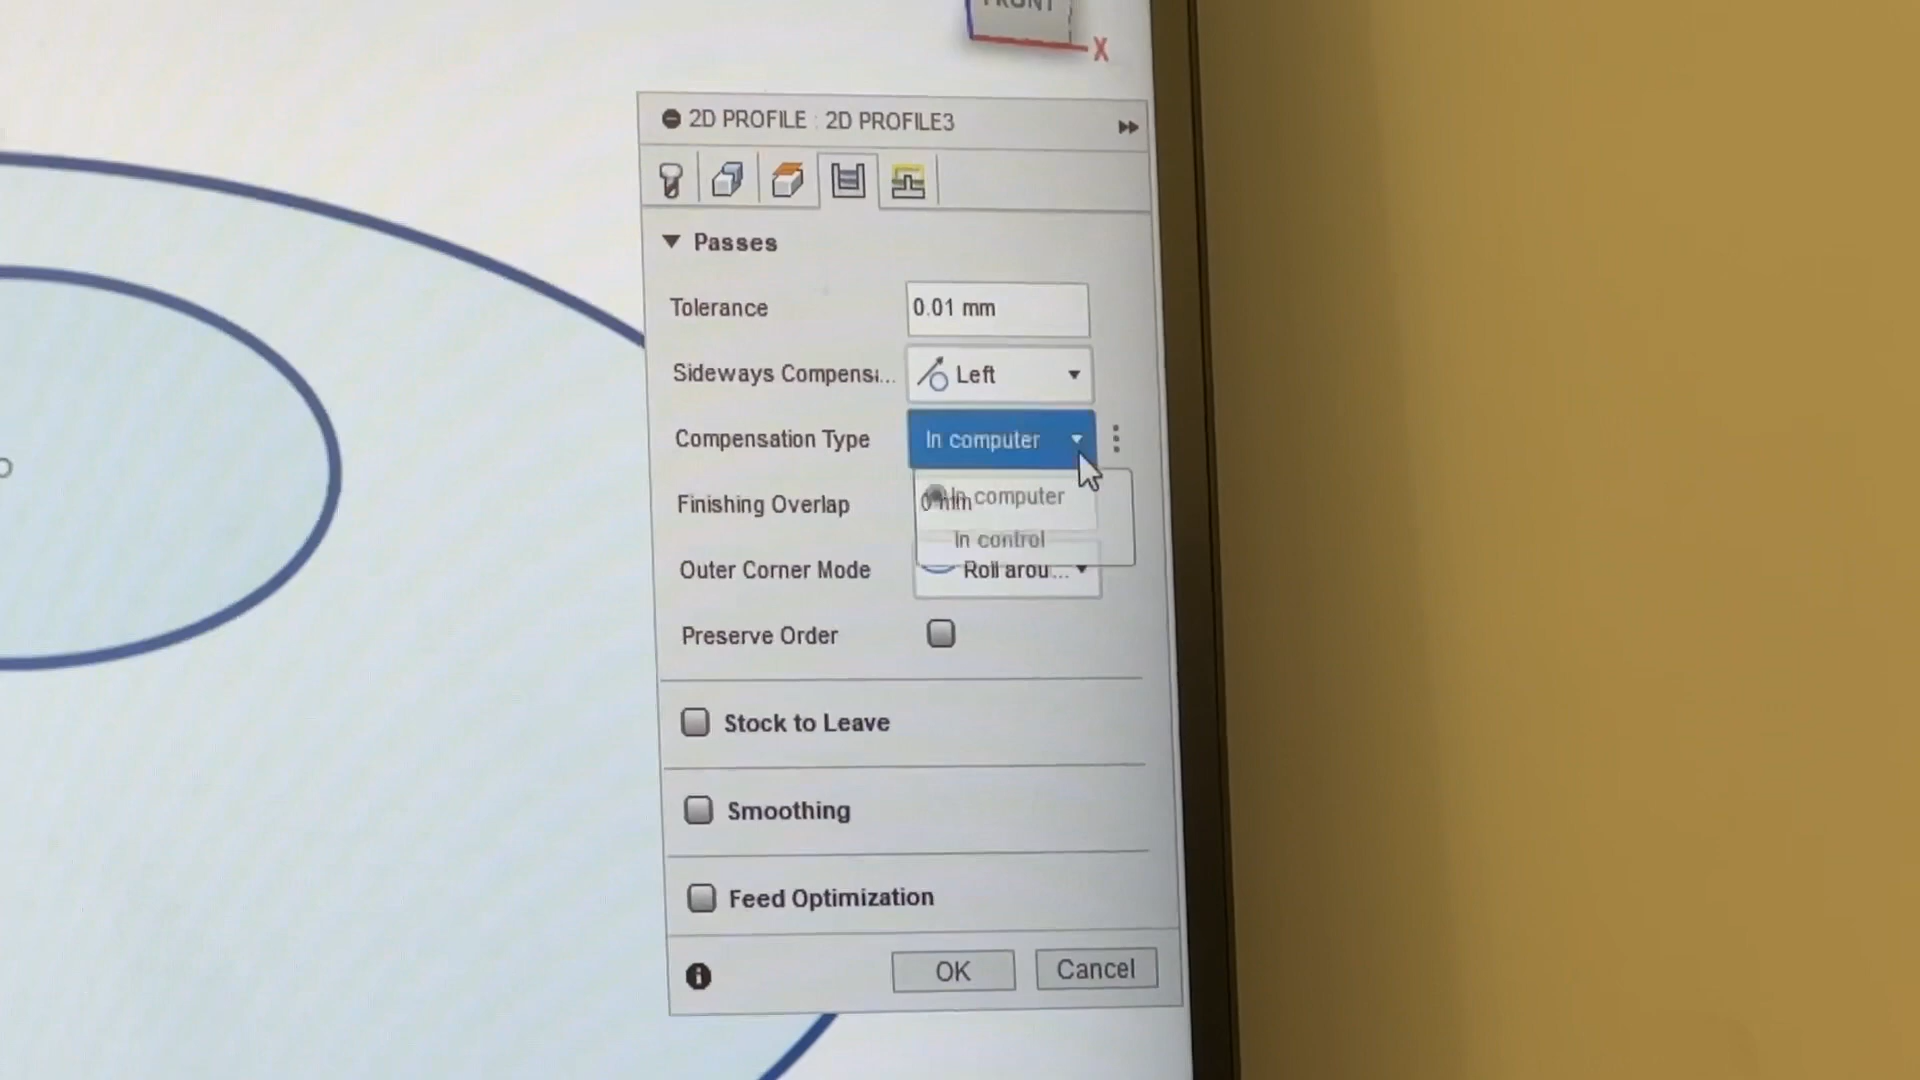 FRONT
X
2D PROFILE : 2D PROFILE3
Passes
Tolerance 0.01 mm
Sideways Compensi... Left
Compensation Type In computer
In computer
Finishing Overlap 0 mm
In control
Outer Corner Mode Roll arou...
Preserve Order
Stock to Leave
Smoothing
Feed Optimization
OK Cancel